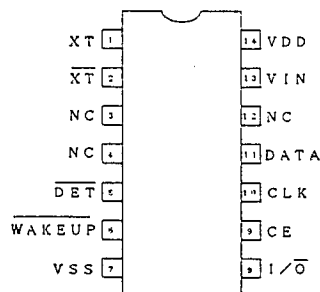 XT 1 14 VDD
XT 2 13 VIN
NC 3 12 NC
NC 4 11 DATA
DET 5 10 CLK
WAKEUP 6 9 CE
VSS 7 8 I/O